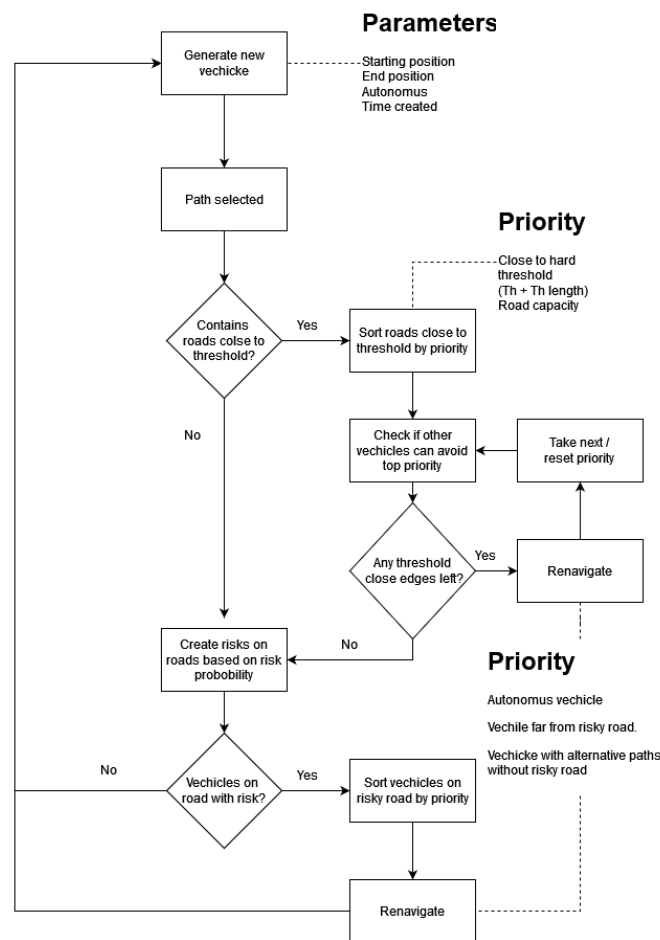 Parameters
Generate new
vechicke
Starting position
End position
Autonomus
Time created
Path selected
Priority
Close to hard
threshold
(Th + Th length)
Road capacity
Contains
roads colse to
threshold?
Yes
Sort roads close to
threshold by priority
No
Check if other
vechicles can avoid
top priority
Take next /
reset priority
Any threshold
close edges left?
Yes
Renavigate
No
Create risks on
roads based on risk
probobility
Priority
Autonomus vechicle
Vechile far from risky road.
Vechicke with alternative paths
without risky road
No
Vechicles on
road with risk?
Yes
Sort vechicles on
risky road by priority
Renavigate